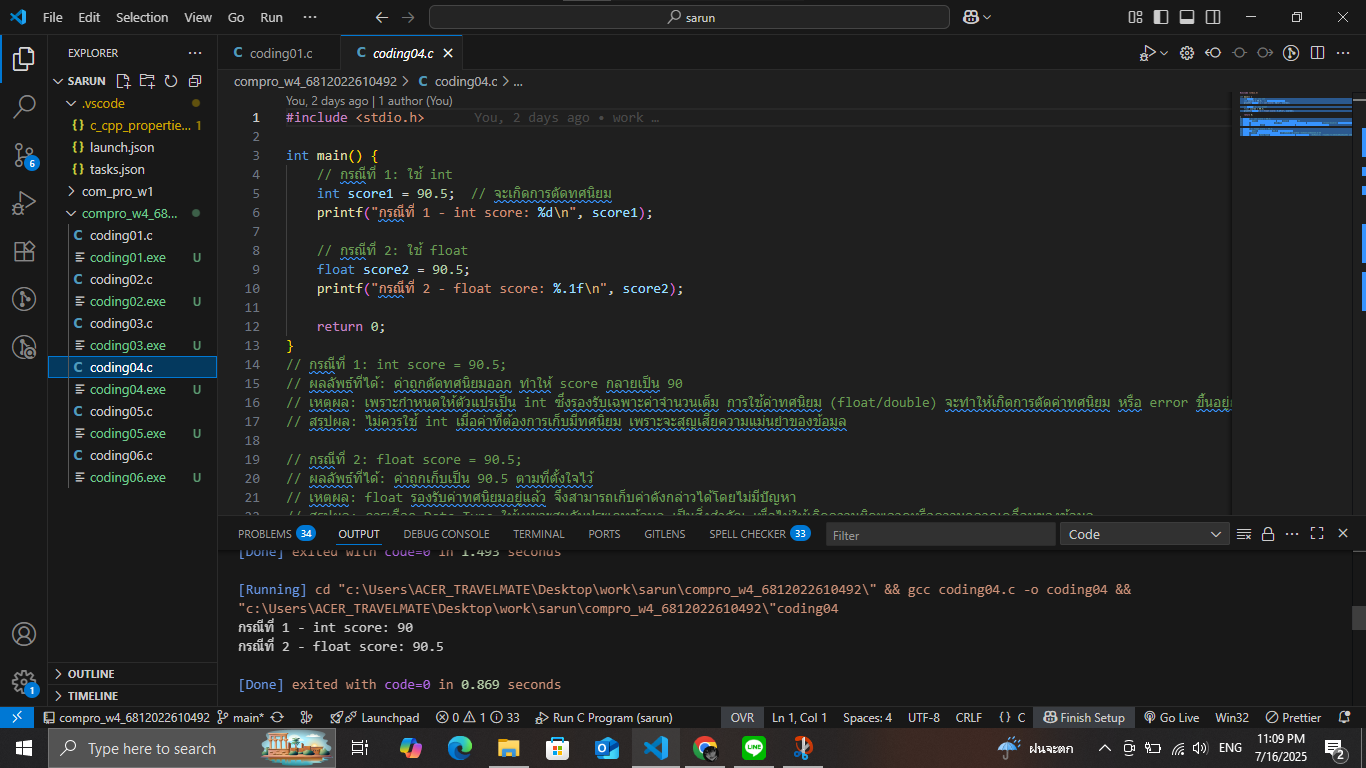 File Edit Selection View Go Run ··· sarun
EXPLORER ···
SARUN
.vscode
c_cpp_propertie... 1
launch.json
tasks.json
com_pro_w1
compro_w4_68...
coding01.c
coding01.exe U
coding02.c
coding02.exe U
coding03.c
coding03.exe U
coding04.c
coding04.exe U
coding05.c
coding05.exe U
coding06.c
coding06.exe U
OUTLINE
TIMELINE
6
1
coding01.c
coding04.c
compro_w4_6812022610492 > coding04.c > ...
You, 2 days ago | 1 author (You)
1 #include <stdio.h> You, 2 days ago • work …
2
3 int main() {
4 // กรณีที่ 1: ใช้ int
5 int score1 = 90.5; // จะเกิดการตัดทศนิยม
6 printf("กรณีที่ 1 - int score: %d\n", score1);
7
8 // กรณีที่ 2: ใช้ float
9 float score2 = 90.5;
10 printf("กรณีที่ 2 - float score: %.1f\n", score2);
11
12 return 0;
13 }
14 // กรณีที่ 1: int score = 90.5;
15 // ผลลัพธ์ที่ได้: ค่าถูกตัดทศนิยมออก ทำให้ score กลายเป็น 90
16 // เหตุผล: เพราะกำหนดให้ตัวแปรเป็น int ซึ่งรองรับเฉพาะค่าจำนวนเต็ม การใช้ค่าทศนิยม (float/double) จะทำให้เกิดการตัดค่าทศนิยม หรือ error ขึ้นอยู่
17 // สรุปผล: ไม่ควรใช้ int เมื่อค่าที่ต้องการเก็บมีทศนิยม เพราะจะสูญเสียความแม่นยำของข้อมูล
18
19 // กรณีที่ 2: float score = 90.5;
20 // ผลลัพธ์ที่ได้: ค่าถูกเก็บเป็น 90.5 ตามที่ตั้งใจไว้
21 // เหตุผล: float รองรับค่าทศนิยมอยู่แล้ว จึงสามารถเก็บค่าดังกล่าวได้โดยไม่มีปัญหา
PROBLEMS 34 OUTPUT DEBUG CONSOLE TERMINAL PORTS GITLENS SPELL CHECKER 33 Filter Code
[Done] exited with code=0 in 1.493 seconds
[Running] cd "c:\Users\ACER_TRAVELMATE\Desktop\work\sarun\compro_w4_6812022610492\" && gcc coding04.c -o coding04 &&
"c:\Users\ACER_TRAVELMATE\Desktop\work\sarun\compro_w4_6812022610492\"coding04
กรณีที่ 1 - int score: 90
กรณีที่ 2 - float score: 90.5
[Done] exited with code=0 in 0.869 seconds
compro_w4_6812022610492 main* Launchpad 0 1 33 Run C Program (sarun) OVR Ln 1, Col 1 Spaces: 4 UTF-8 CRLF {} C Finish Setup Go Live Win32 Prettier
Type here to search ฝนจะตก ENG 11:09 PM
7/16/2025 2